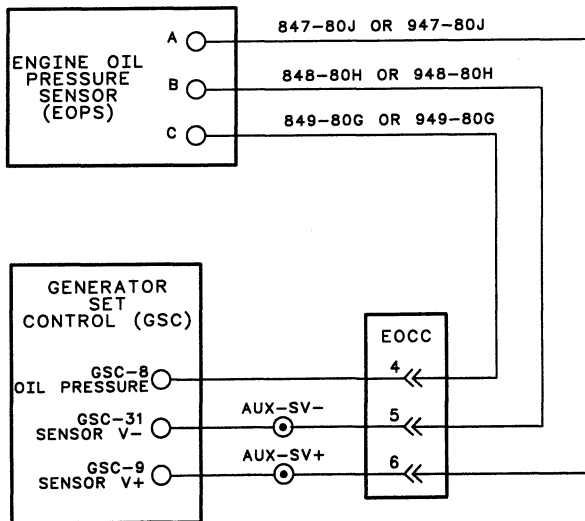 A
847-80J OR 947-80J
ENGINE OIL
PRESSURE
SENSOR
(EOPS)
B
848-80H OR 948-80H
C
849-80G OR 949-80G
GENERATOR
SET
CONTROL (GSC)
EOCC
GSC-8
OIL PRESSURE
4
GSC-31
SENSOR V-
AUX-SV-
5
GSC-9
SENSOR V+
AUX-SV+
6